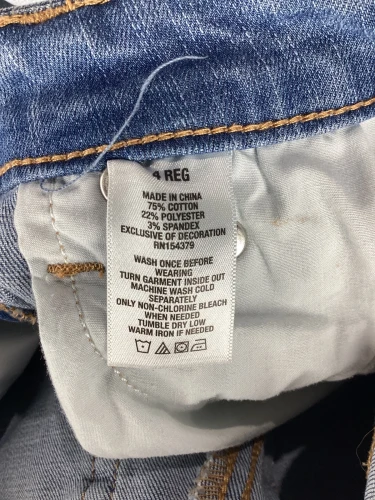 4 REG
MADE IN CHINA
75% COTTON
22% POLYESTER
3% SPANDEX
EXCLUSIVE OF DECORATION
RN154379
WASH ONCE BEFORE
WEARING
TURN GARMENT INSIDE OUT
MACHINE WASH COLD
SEPARATELY
ONLY NON-CHLORINE BLEACH
WHEN NEEDED
TUMBLE DRY LOW
WARM IRON IF NEEDED